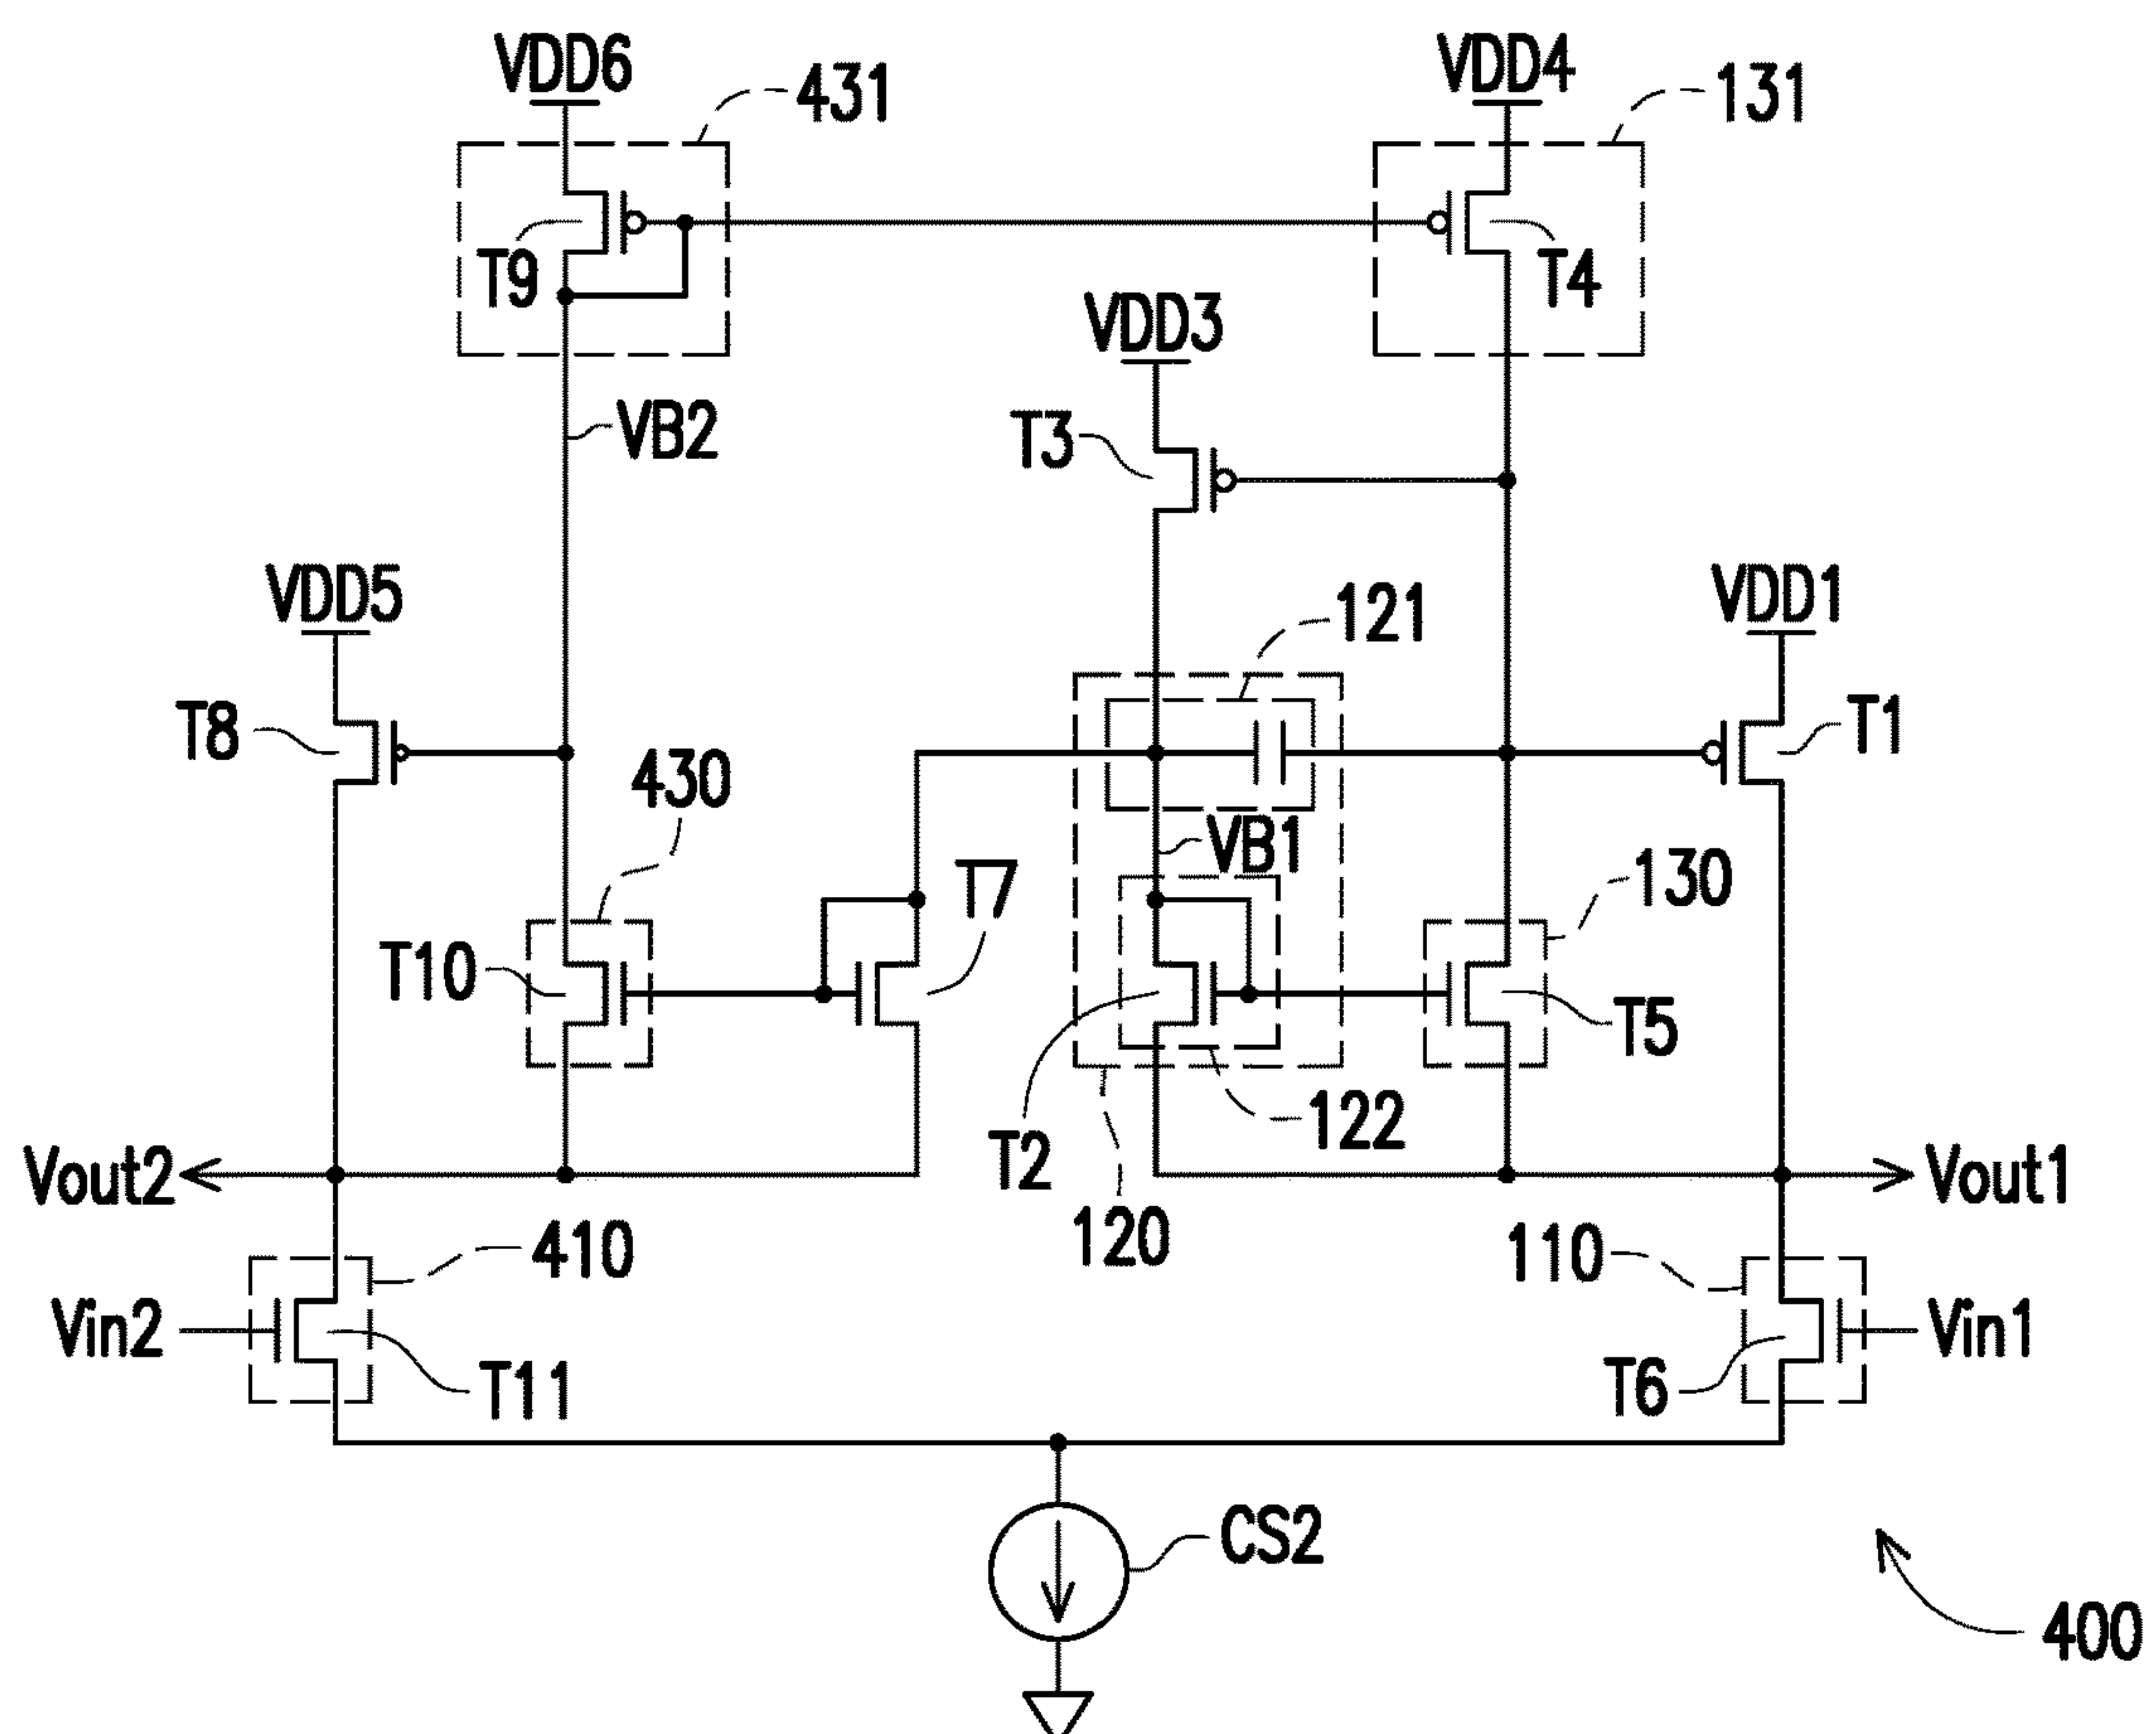 VDD6
431
VDD4
131
T9
T4
VDD3
T3
VB2
VDD5
121
VDD1
T8
T1
430
VB1
T7
130
T10
T5
T2
122
Vout2
Vout1
120
410
110
Vin2
Vin1
T11
T6
CS2
400